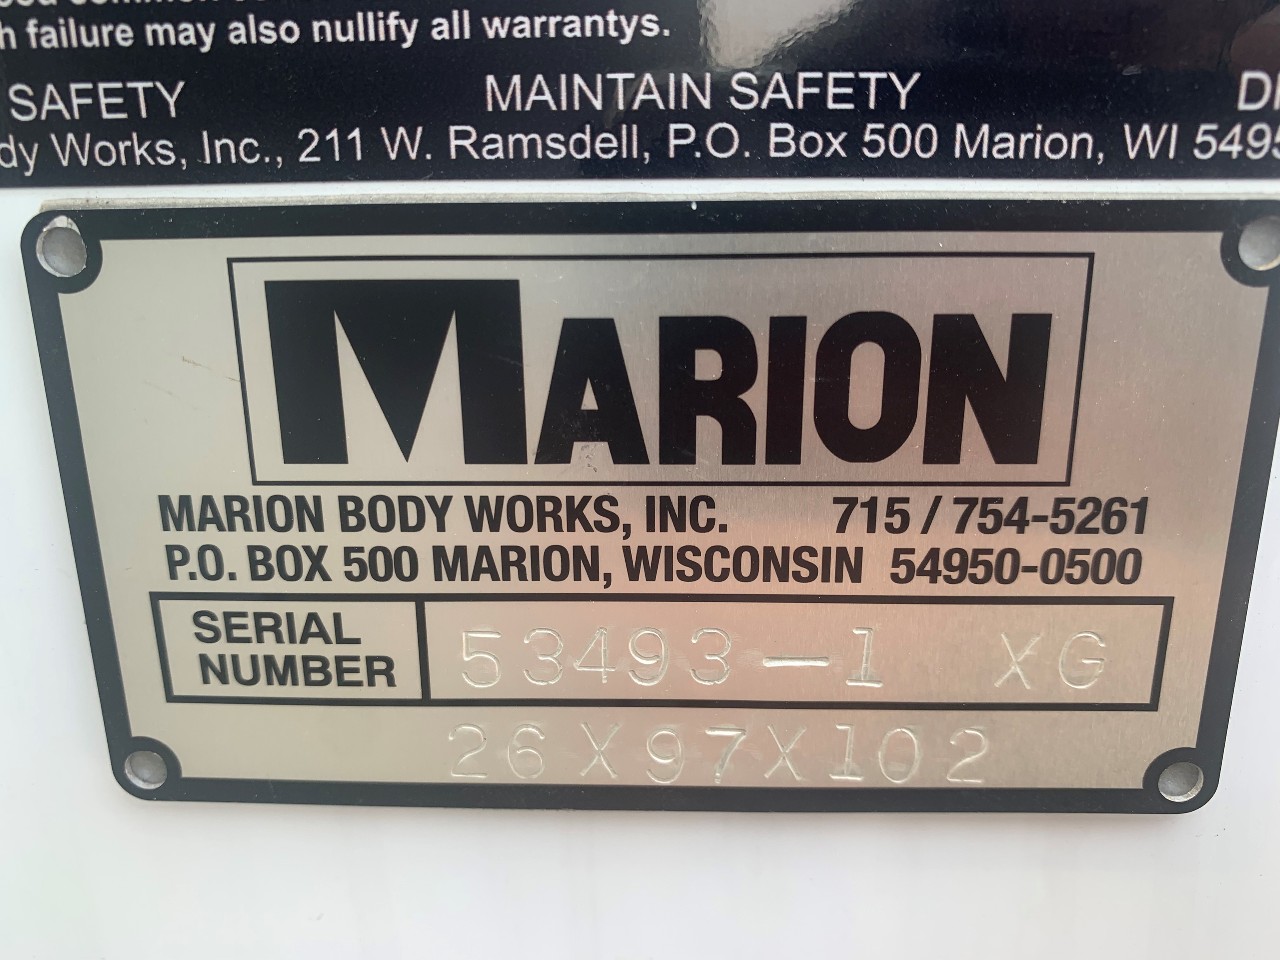 h failure may also nullify all warrantys.
SAFETY MAINTAIN SAFETY
dy Works, Inc., 211 W. Ramsdell, P.O. Box 500 Marion, WI 5495
MARION
MARION BODY WORKS, INC. 715 / 754-5261
P.O. BOX 500 MARION, WISCONSIN 54950-0500
SERIAL NUMBER 53493-1 XG
26X97X102